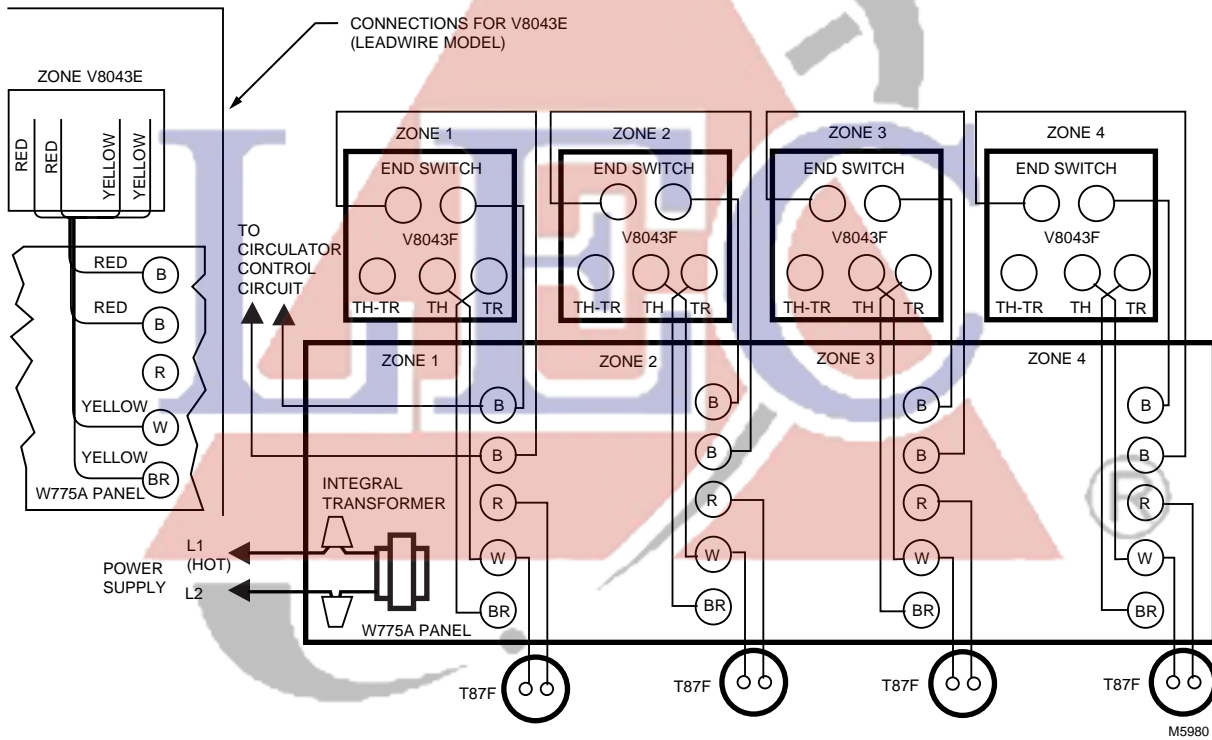 CONNECTIONS FOR V8043E
(LEADWIRE MODEL)
ZONE V8043E
RED
RED
YELLOW
YELLOW
RED
B
RED
B
R
YELLOW
W
YELLOW
BR
W775A PANEL
TO
CIRCULATOR
CONTROL
CIRCUIT
ZONE 1
END SWITCH
V8043F
TH-TR TH TR
ZONE 2
END SWITCH
V8043F
TH-TR TH TR
ZONE 3
END SWITCH
V8043F
TH-TR TH TR
ZONE 4
END SWITCH
V8043F
TH-TR TH TR
ZONE 1
B
B
R
W
BR
ZONE 2
B
B
R
W
BR
ZONE 3
B
B
R
W
BR
ZONE 4
B
B
R
W
BR
INTEGRAL
TRANSFORMER
L1
(HOT)
POWER
SUPPLY
L2
W775A PANEL
T87F
T87F
T87F
T87F
M5980
LEC
®